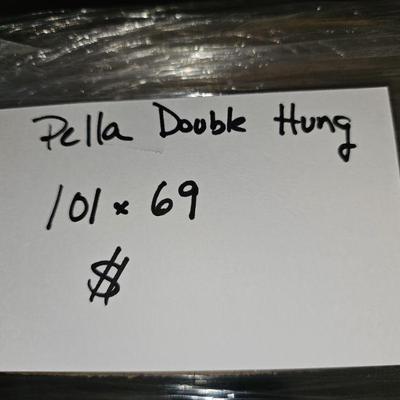 Pella Double Hung
101 x 69
$